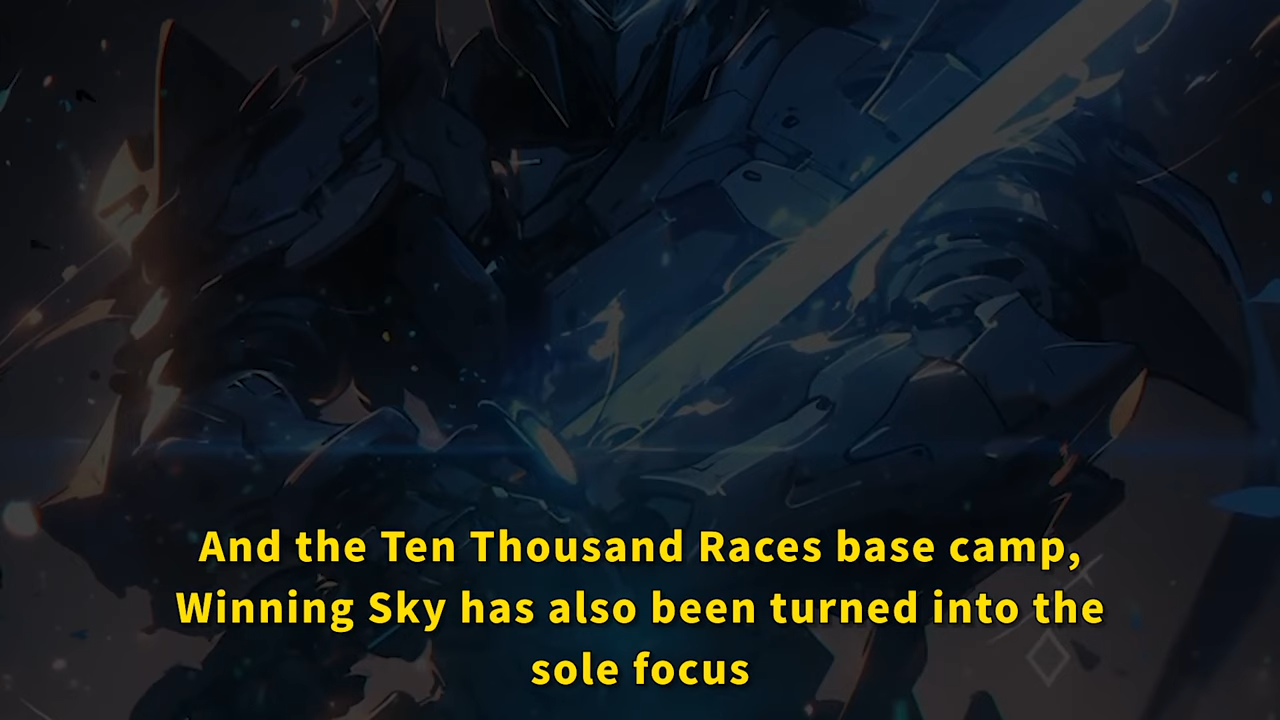 And the Ten Thousand Races base camp,
Winning Sky has also been turned into the
sole focus